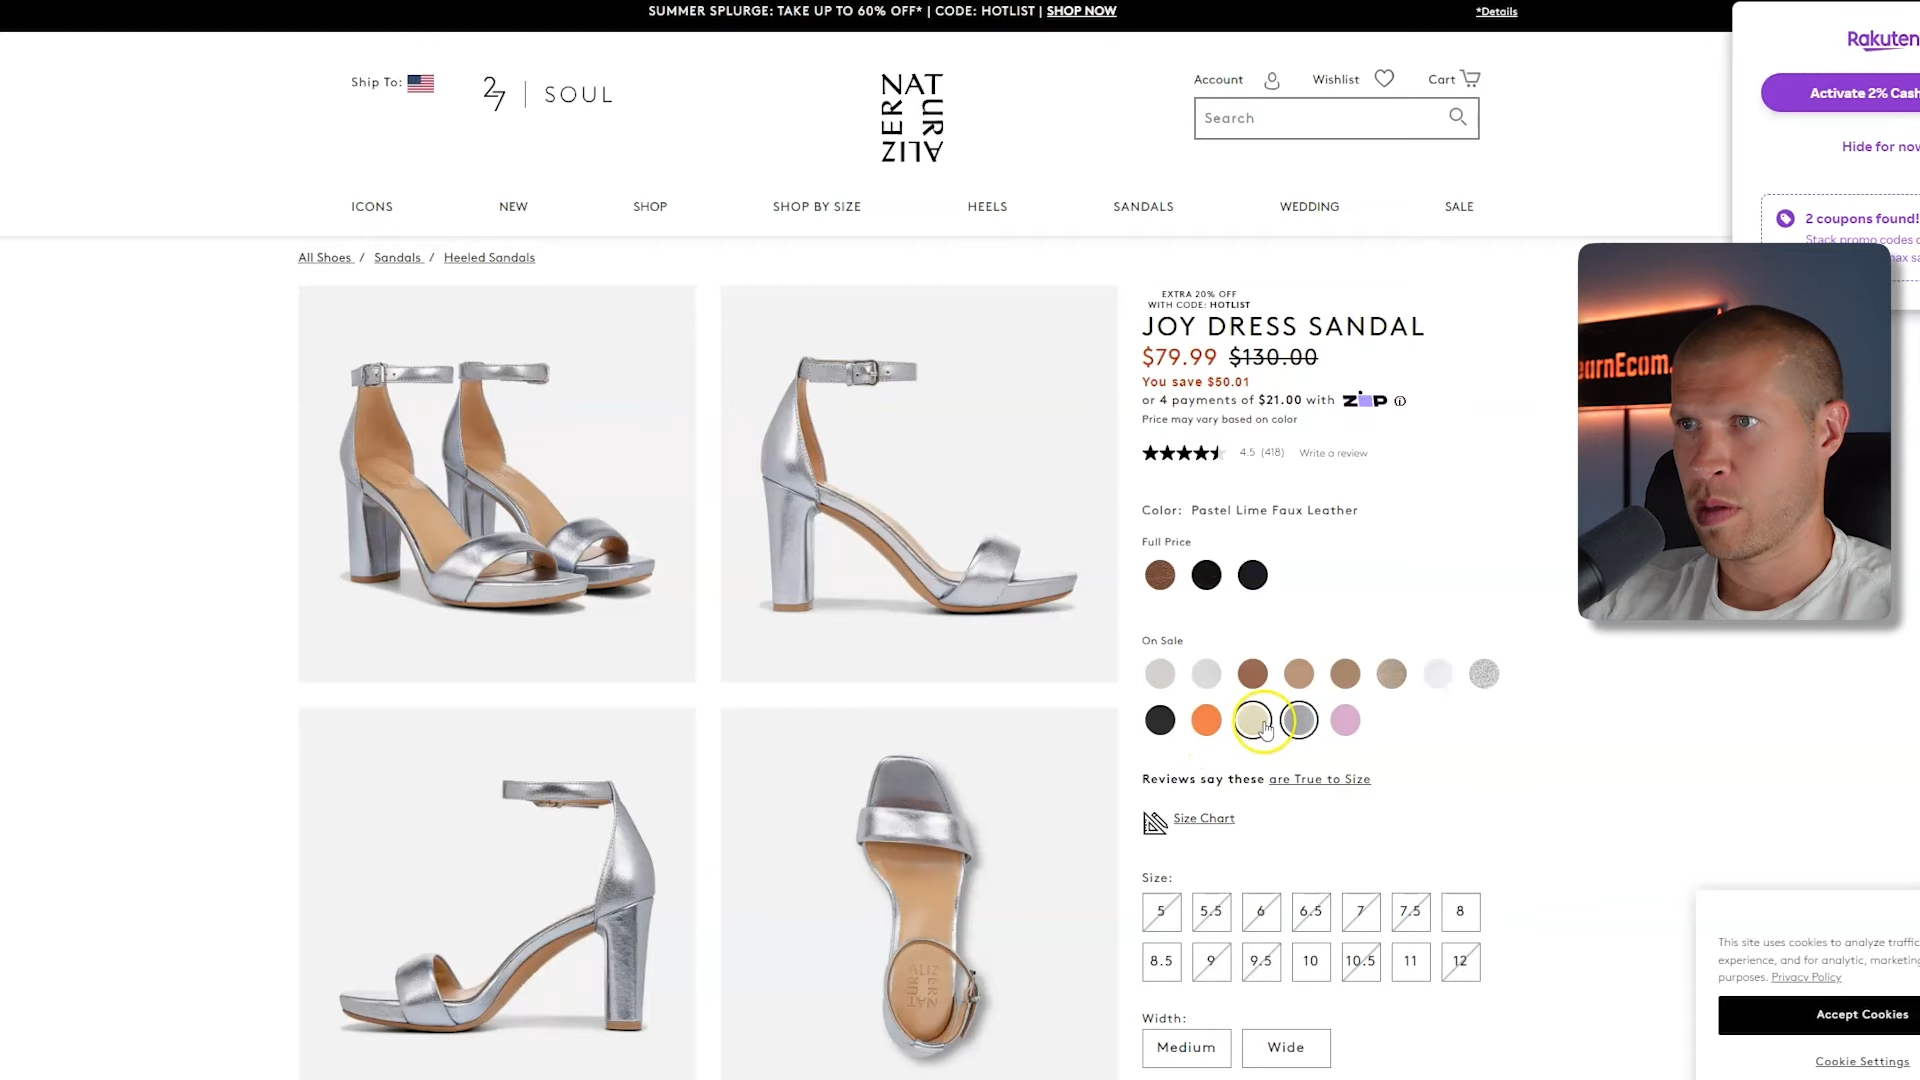 SUMMER SPLURGE: TAKE UP TO 60% OFF* | CODE: HOTLIST | SHOP NOW
*Details
Rakuten
Activate 2% Cash
Hide for now
2 coupons found!
Stack promo codes
max sa
Ship To:
27 | SOUL
NATURALIZER
Account
Wishlist
Cart
Search
ICONS
NEW
SHOP
SHOP BY SIZE
HEELS
SANDALS
WEDDING
SALE
All Shoes / Sandals / Heeled Sandals
EXTRA 20% OFF
WITH CODE: HOTLIST
JOY DRESS SANDAL
$79.99 $130.00
You save $50.01
or 4 payments of $21.00 with ZIP
Price may vary based on color
4.5 (418) Write a review
Color: Pastel Lime Faux Leather
Full Price
On Sale
Reviews say these are True to Size
Size Chart
Size:
5 5.5 6 6.5 7 7.5 8
8.5 9 9.5 10 10.5 11 12
Width:
Medium Wide
earnEcom.
This site uses cookies to analyze traffic
experience, and for analytic, marketing
purposes. Privacy Policy
Accept Cookies
Cookie Settings